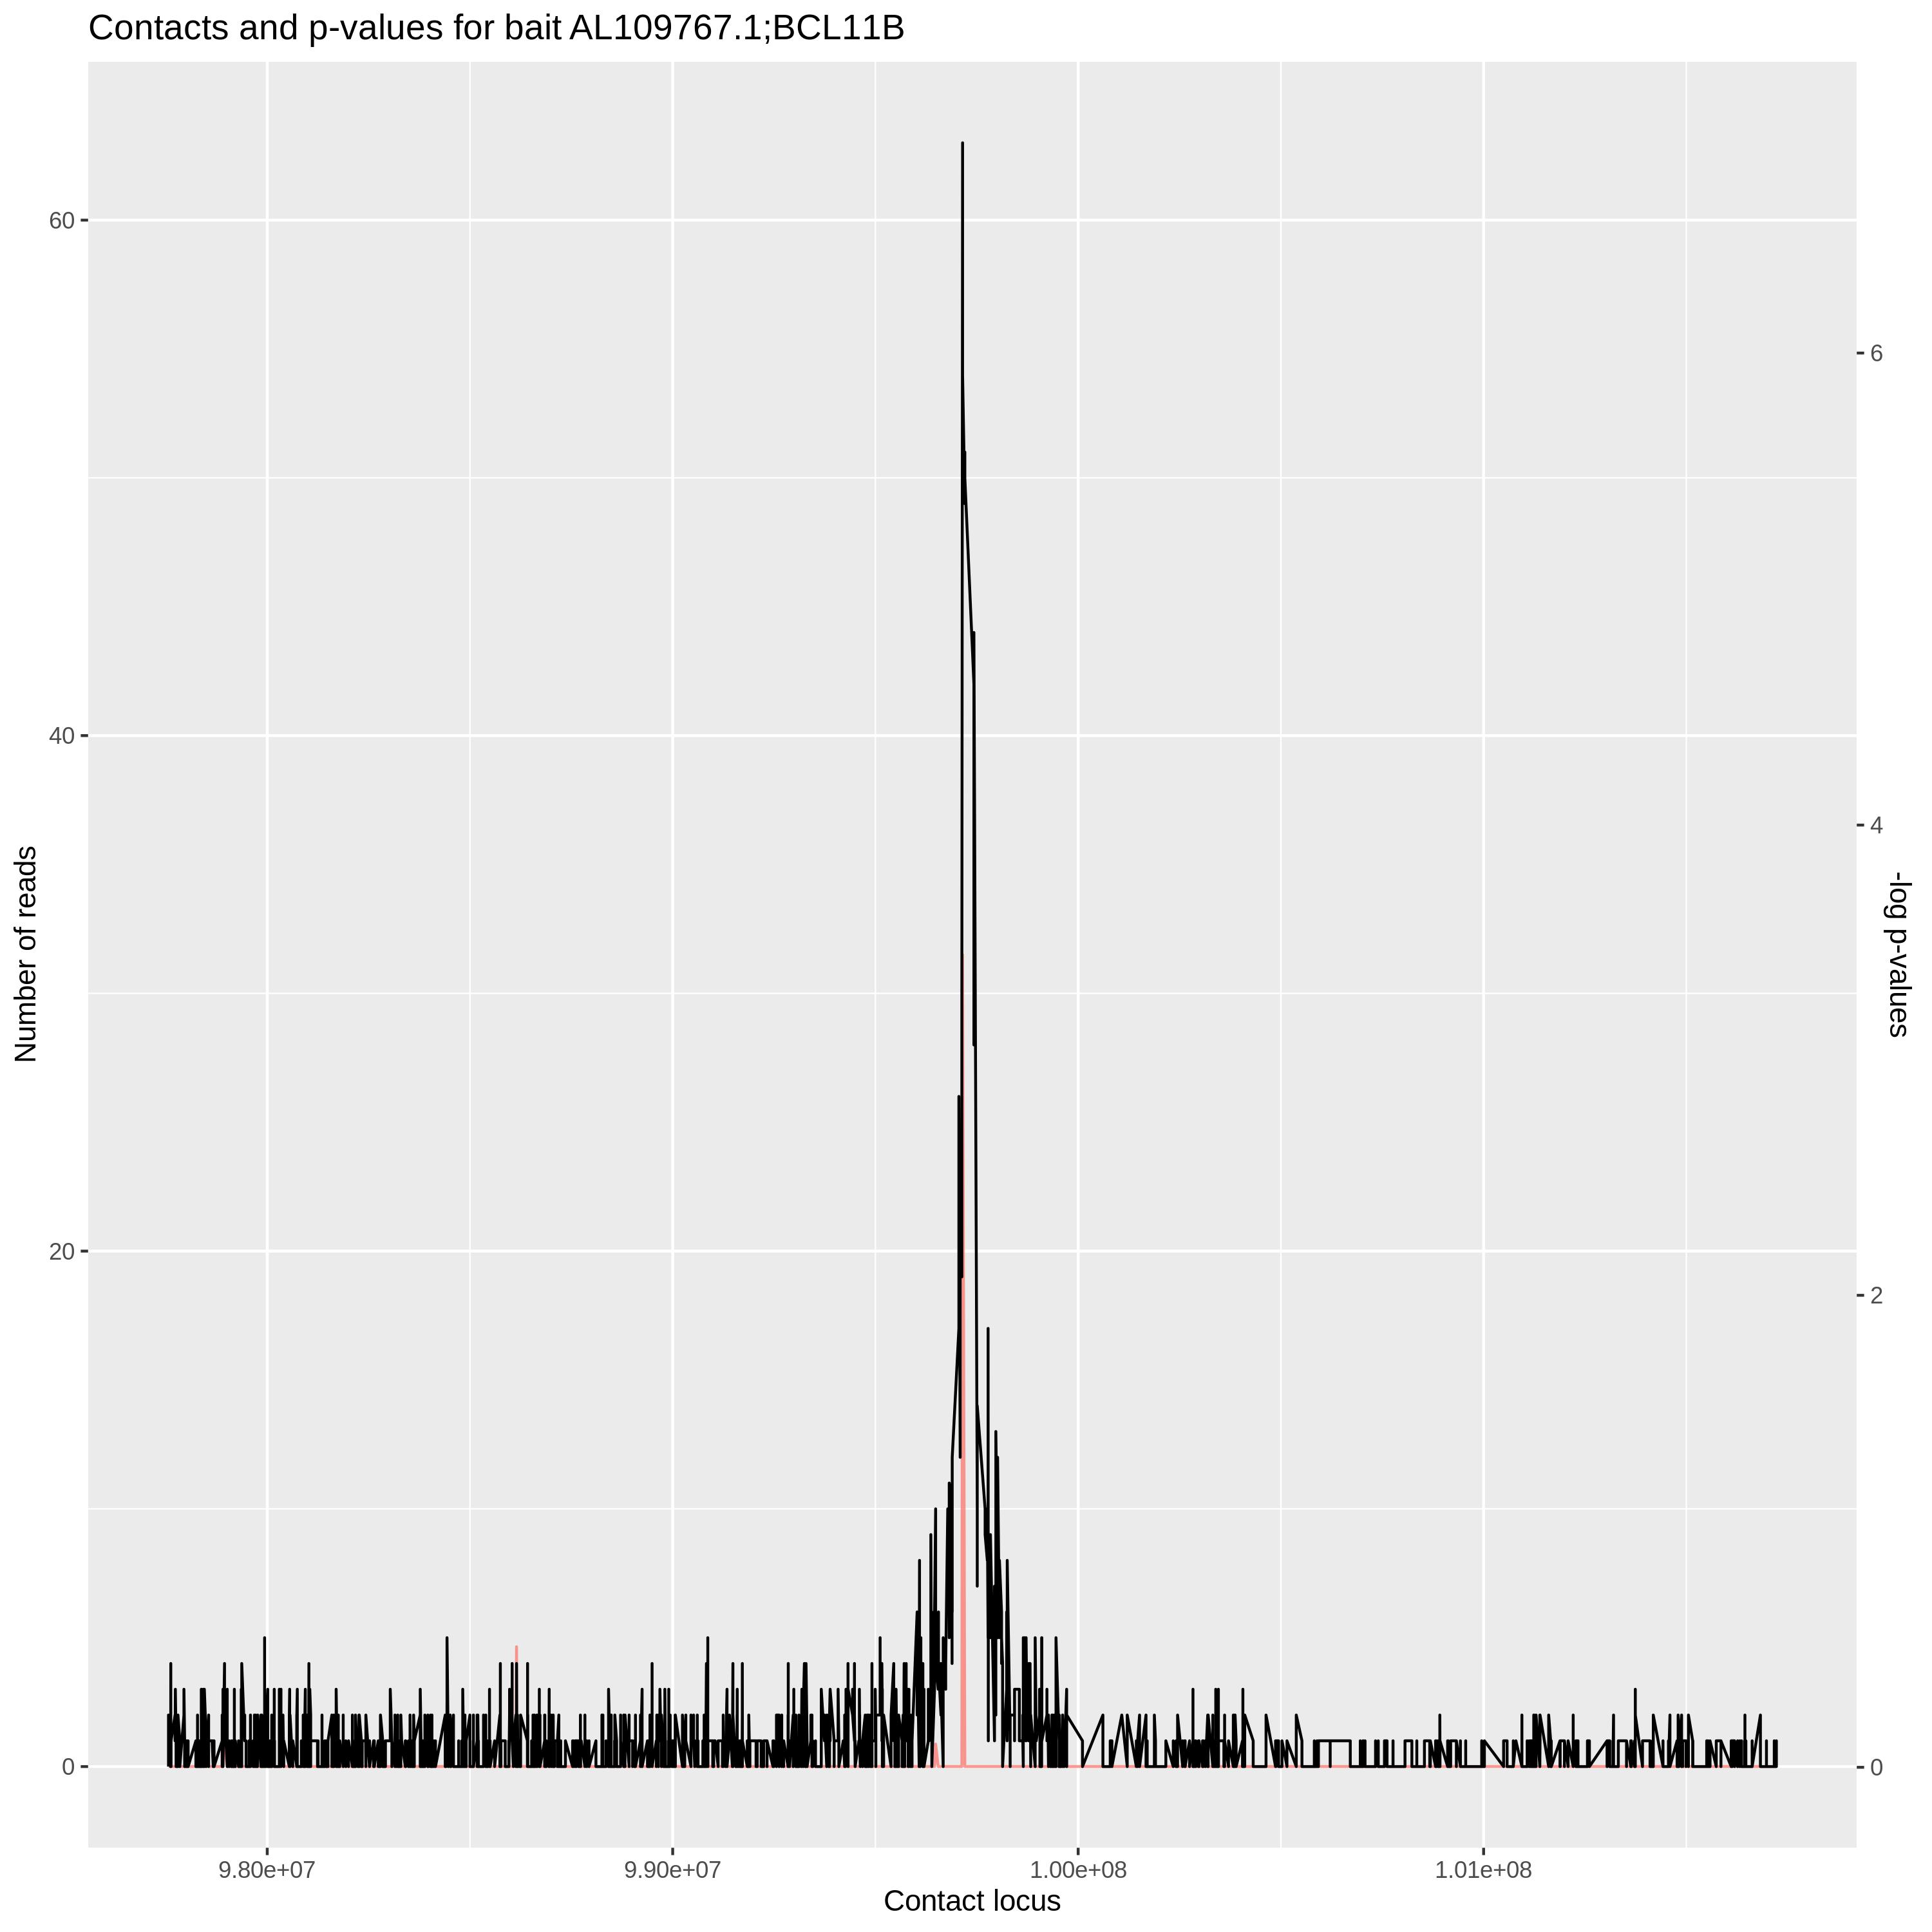 Contacts and p-values for bait AL109767.1;BCL11B
60
40
20
0
Number of reads
6
4
2
0
-log p-values
9.80e+07
9.90e+07
1.00e+08
1.01e+08
Contact locus